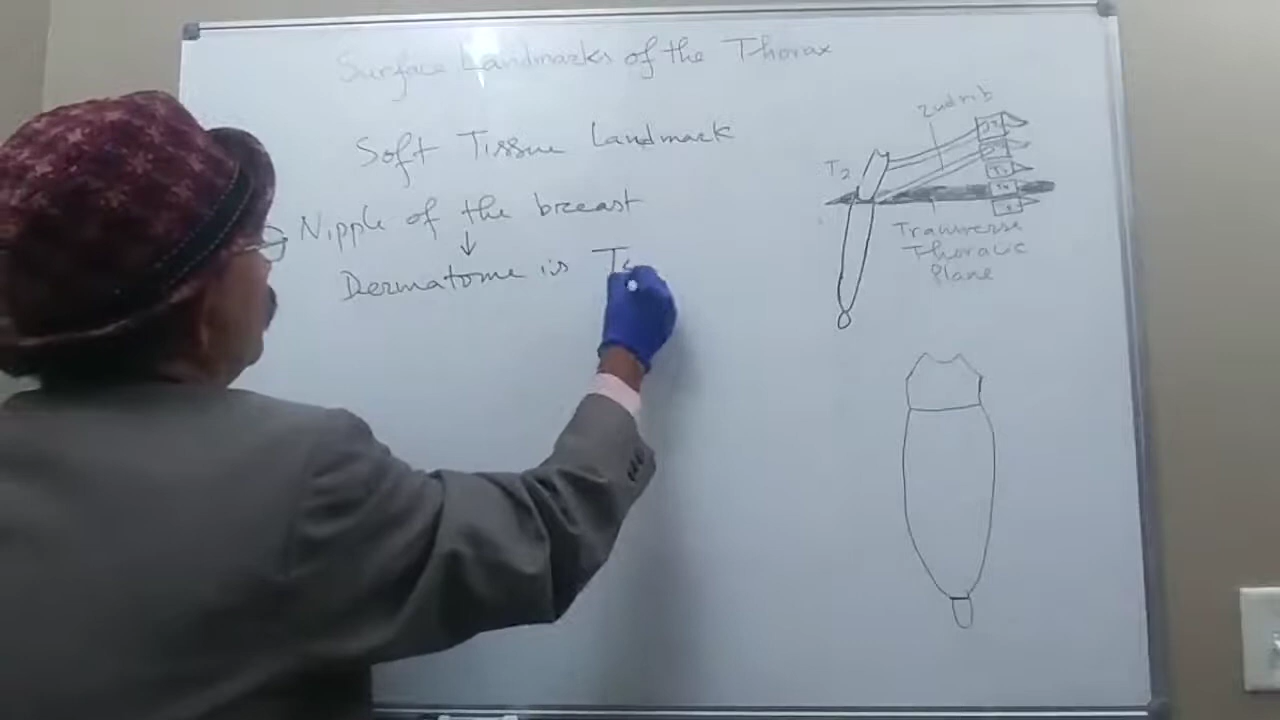 Surface Landmarks of the Thorax
Soft Tissue Landmark
Nipple of the breast
Dermatome is
2nd rib
T2
Transverse
Thoracic
Plane